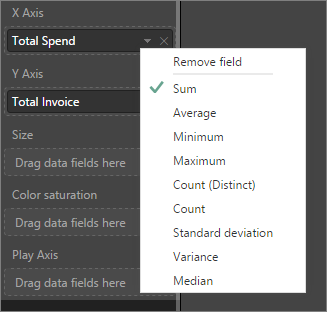 X Axis
Total Spend
Y Axis
Total Invoice
Size
Drag data fields here
Color saturation
Drag data fields here
Play Axis
Drag data fields here
Remove field
Sum
Average
Minimum
Maximum
Count (Distinct)
Count
Standard deviation
Variance
Median